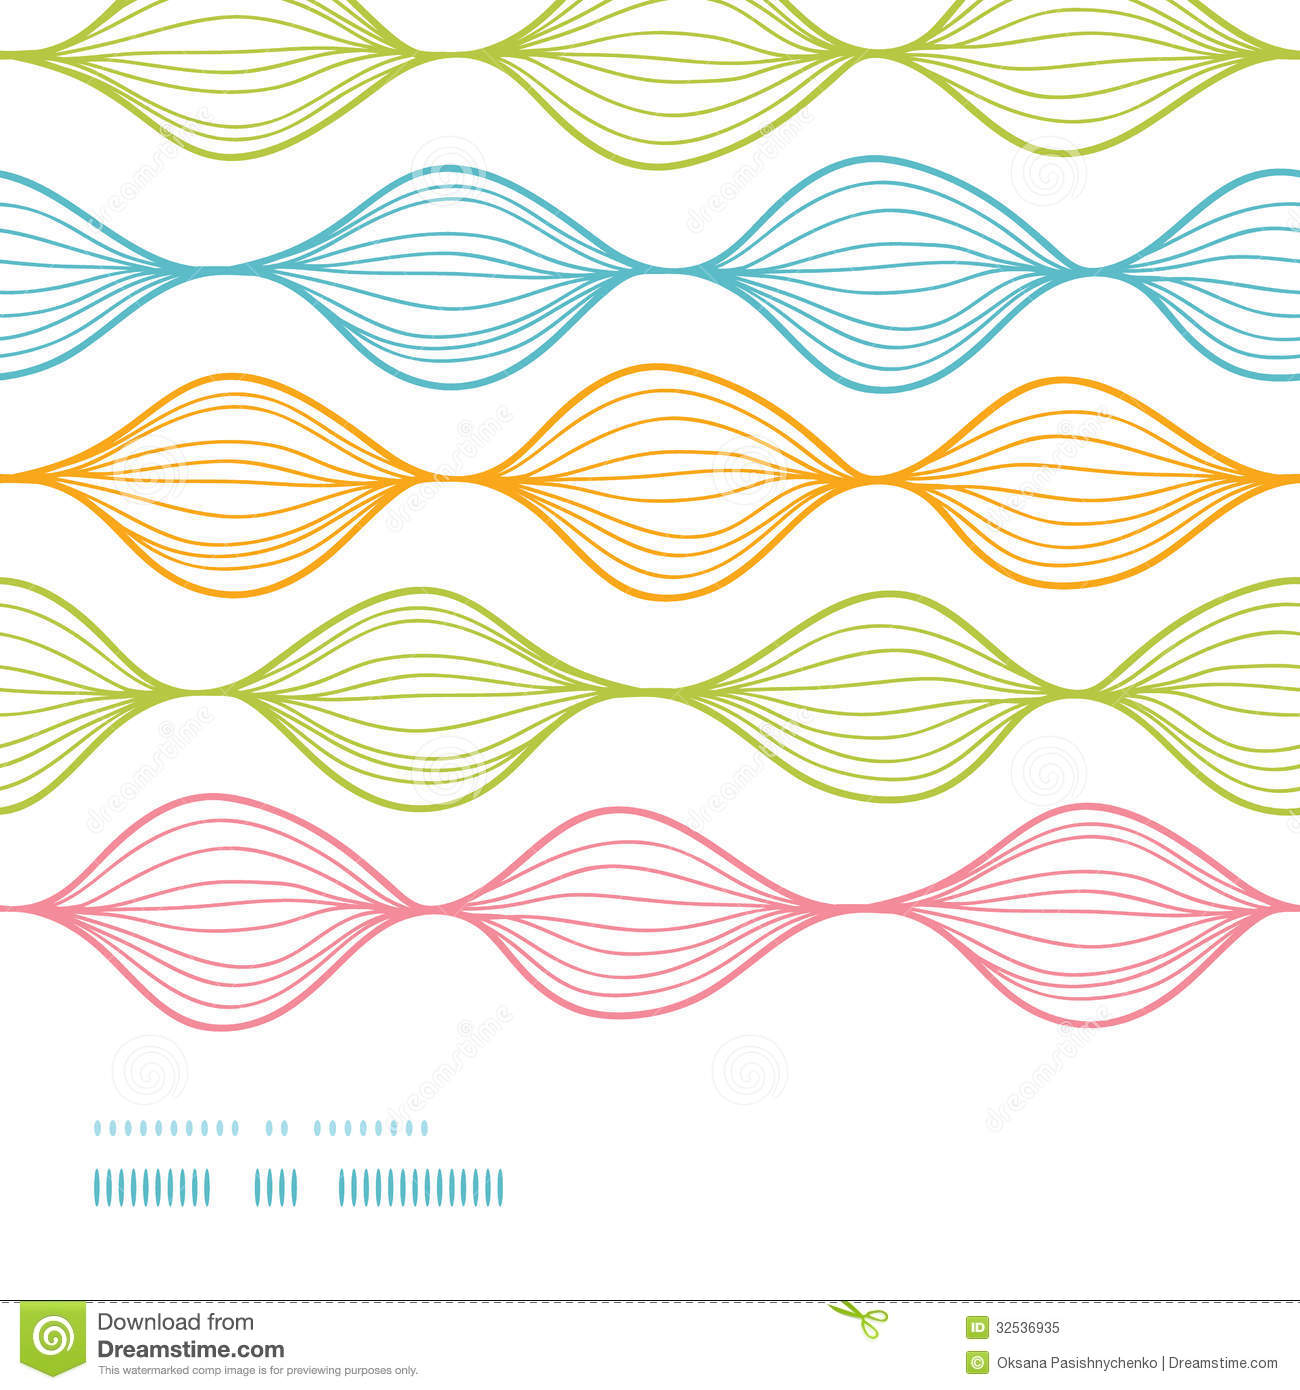 Download from
Dreamstime.com
This watermarked comp image is for previewing purposes only.
ID 32536935
© Oksana Pasishnychenko | Dreamstime.com